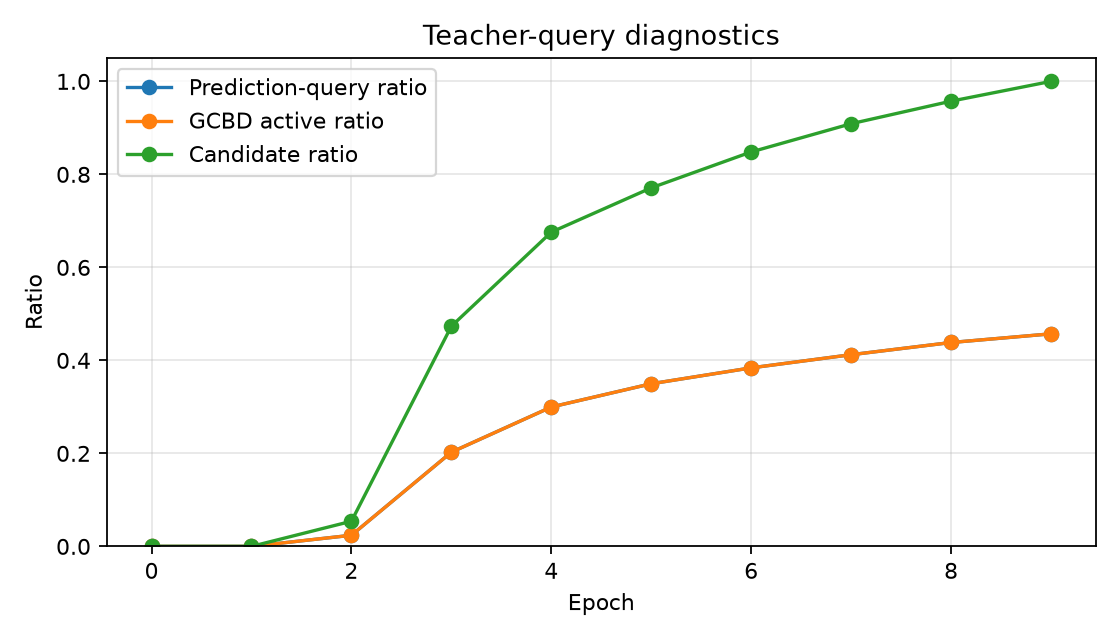 Teacher-query diagnostics
Prediction-query ratio
GCBD active ratio
Candidate ratio
1.0
0.8
0.6
0.4
0.2
0.0
Ratio
0 2 4 6 8
Epoch